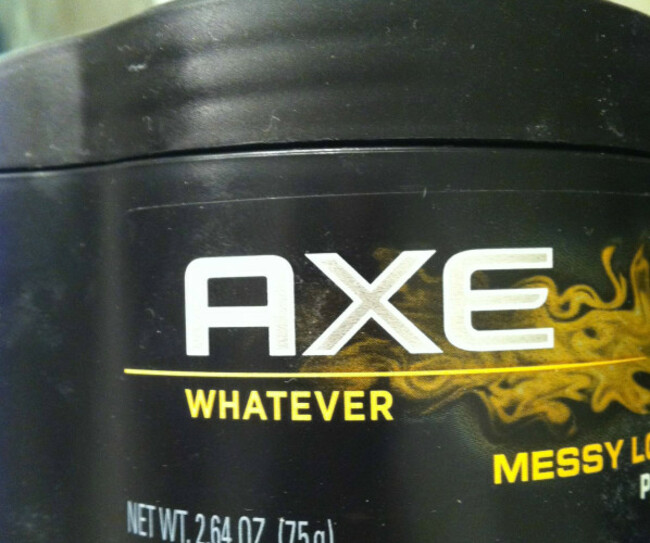 AXE
WHATEVER
MESSY
NET WT. 2.64 OZ. (75g)